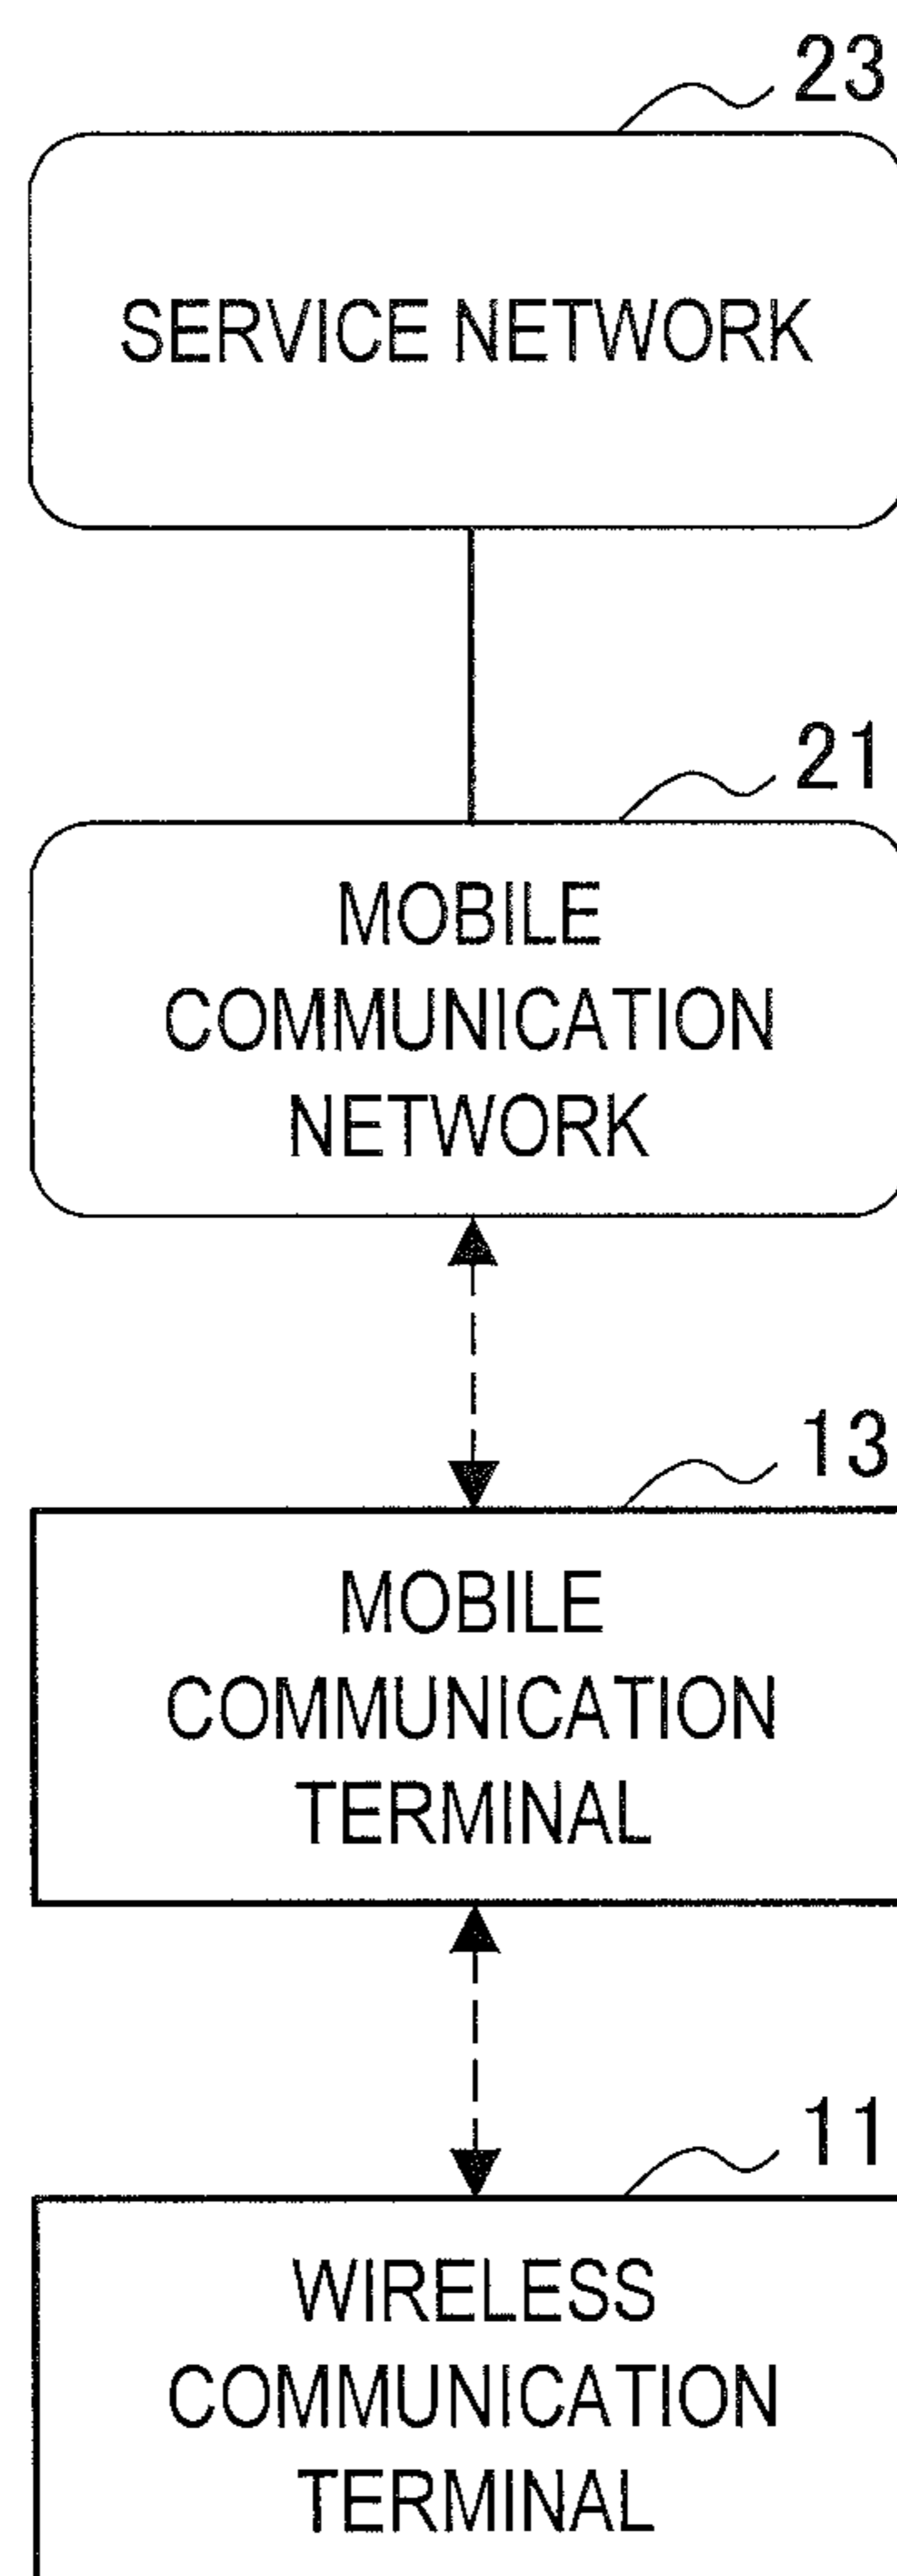 23
SERVICE NETWORK
21
MOBILE
COMMUNICATION
NETWORK
13
MOBILE
COMMUNICATION
TERMINAL
11
WIRELESS
COMMUNICATION
TERMINAL